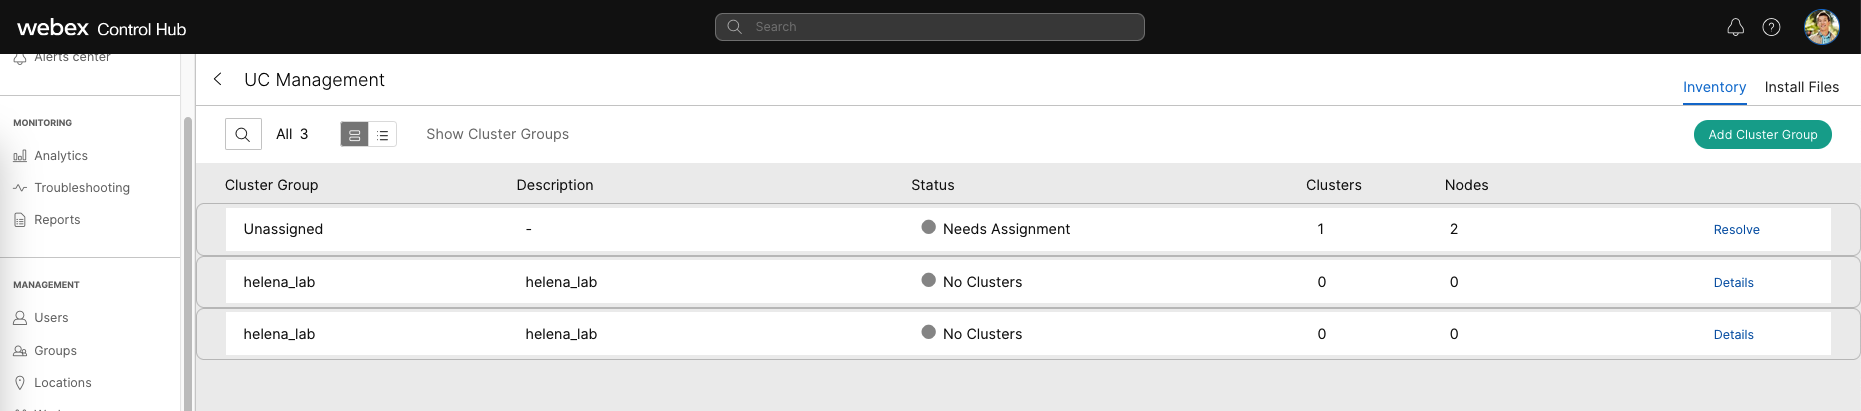 webex Control Hub
Search
Alerts center
UC Management
Inventory
Install Files
MONITORING
All 3
Show Cluster Groups
Add Cluster Group
Analytics
Troubleshooting
Reports
Cluster Group Description Status Clusters Nodes
Unassigned - Needs Assignment 1 2 Resolve
helena_lab helena_lab No Clusters 0 0 Details
helena_lab helena_lab No Clusters 0 0 Details
MANAGEMENT
Users
Groups
Locations